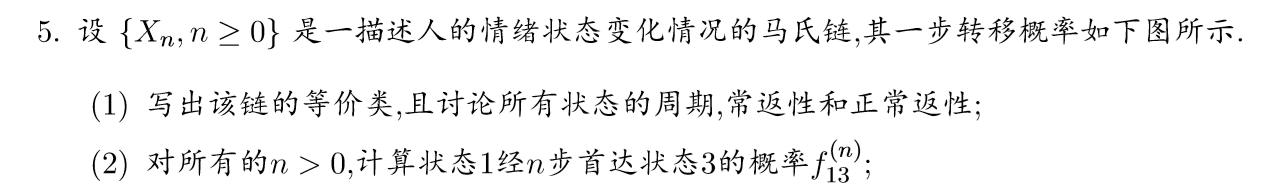 5. 设 {Xₙ, n ≥ 0} 是一描述人的情绪状态变化情况的马氏链,其一步转移概率如下图所示.
(1) 写出该链的等价类,且讨论所有状态的周期,常返性和正常返性;
(2) 对所有的n > 0,计算状态1经n步首达状态3的概率f₁₃⁽ⁿ⁾;